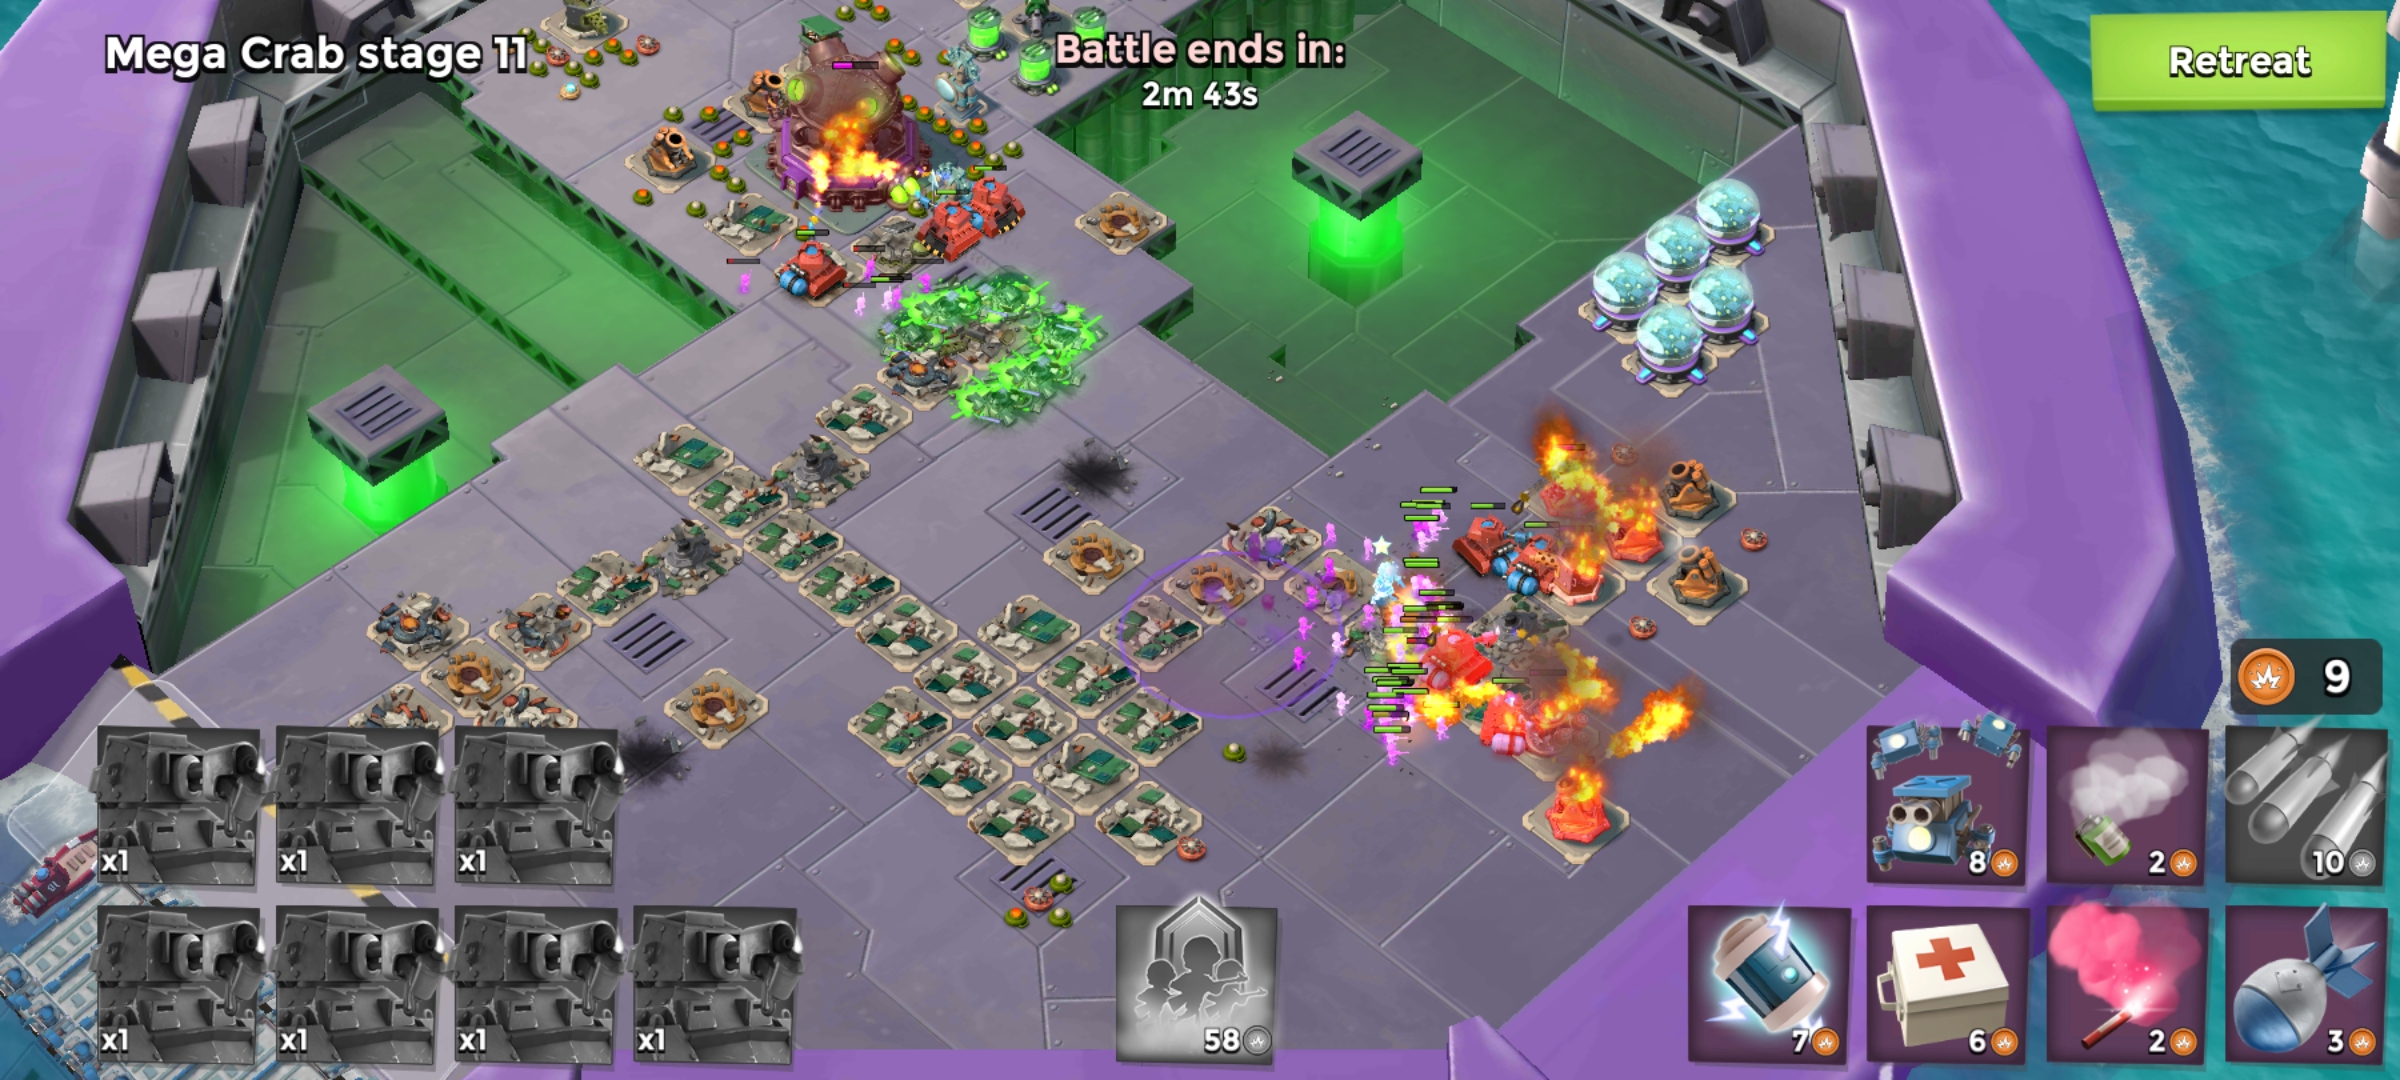 Mega Crab stage 11
Battle ends in:
2m 43s
Retreat
9
x1
x1
x1
8
2
10
x1
x1
x1
x1
58
7
6
2
3